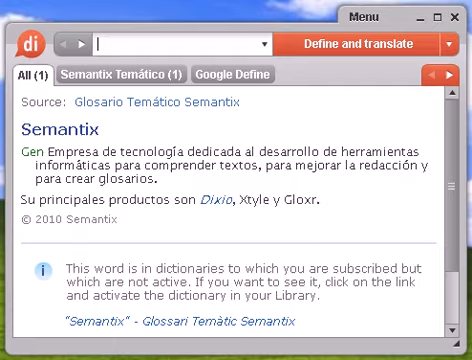 Menu
di
Define and translate
All (1)
Semantix Temático (1)
Google Define
Source: Glosario Temático Semantix
Semantix
Gen Empresa de tecnología dedicada al desarrollo de herramientas
informáticas para comprender textos, para mejorar la redacción y
para crear glosarios.
Su principales productos son Dixio, Xtyle y Gloxr.
© 2010 Semantix
i
This word is in dictionaries to which you are subscribed but
which are not active. If you want to see it, click on the link
and activate the dictionary in your Library.
"Semantix" - Glossari Temàtic Semantix